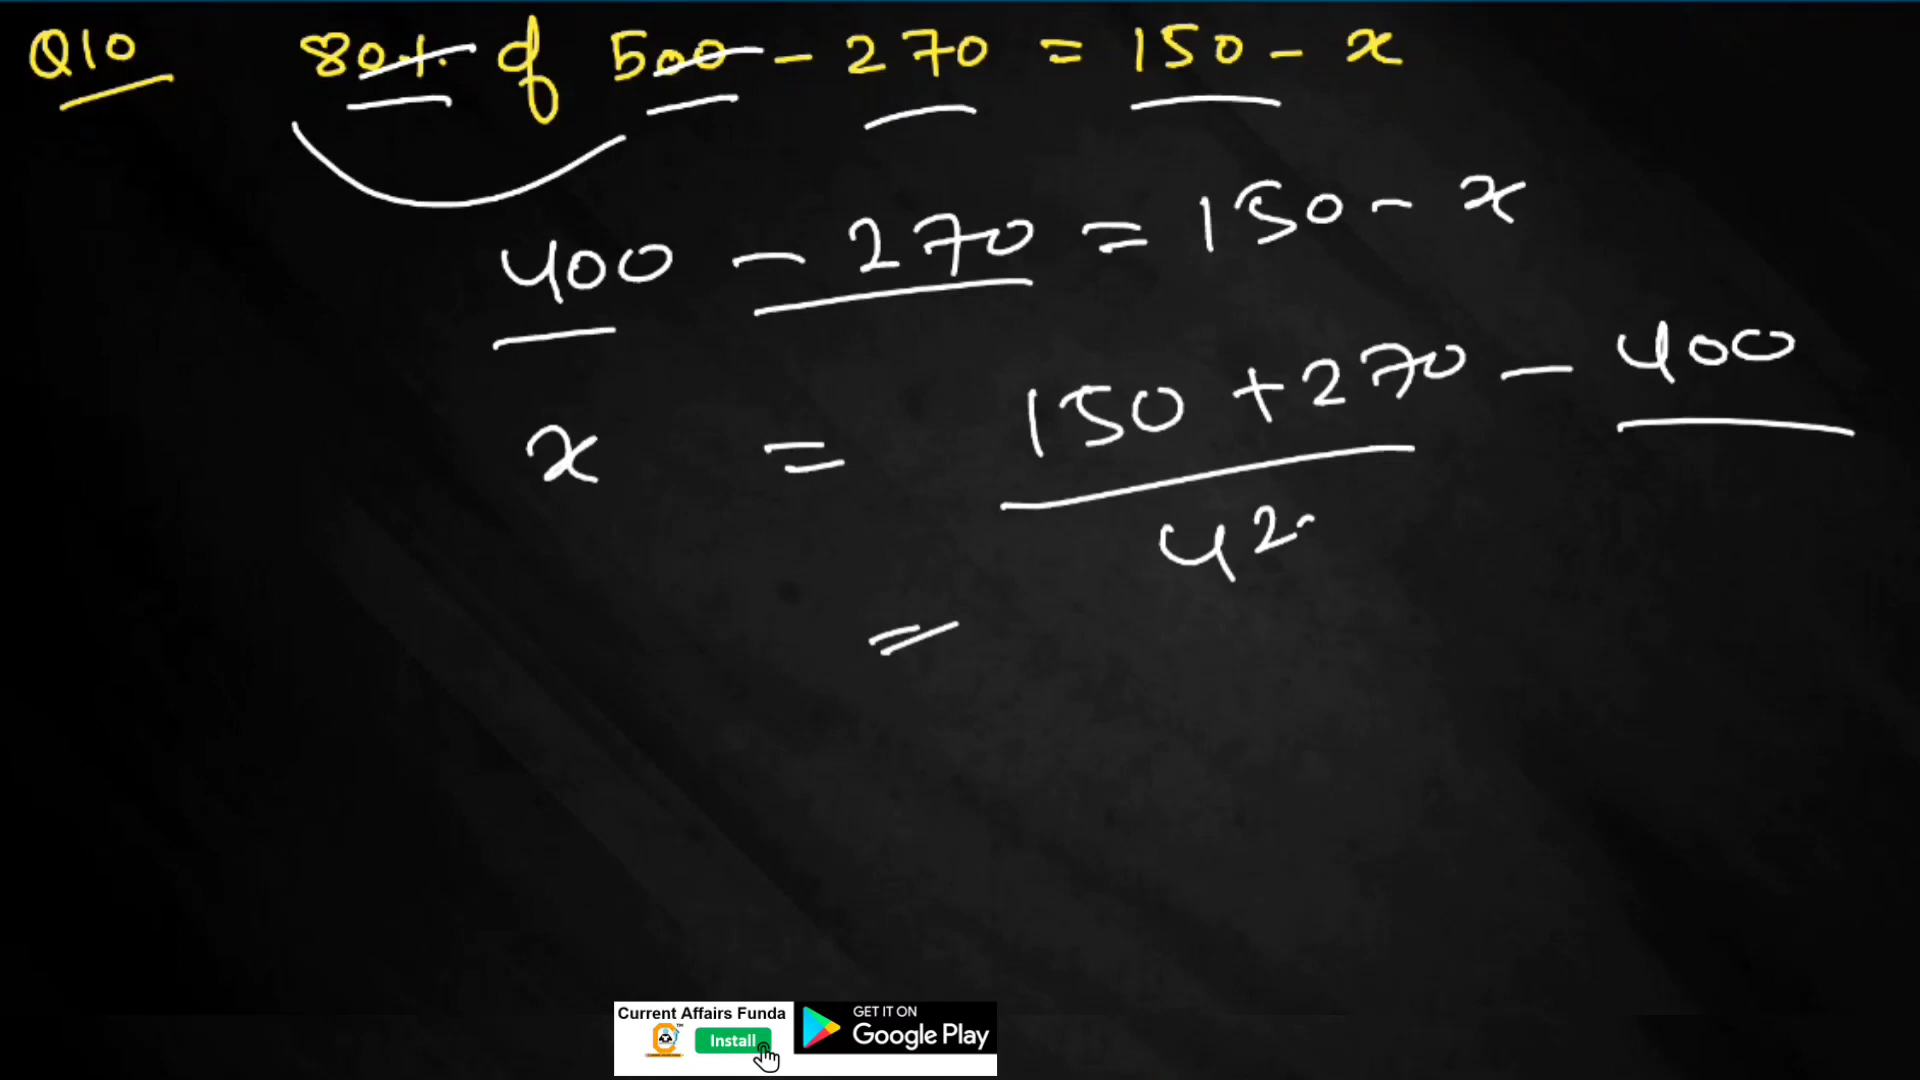 Q10 80% of 500 - 270 = 150 - x
400 - 270 = 150 - x
x = 150 + 270 - 400
42
=
Current Affairs Funda
Install
GET IT ON
Google Play